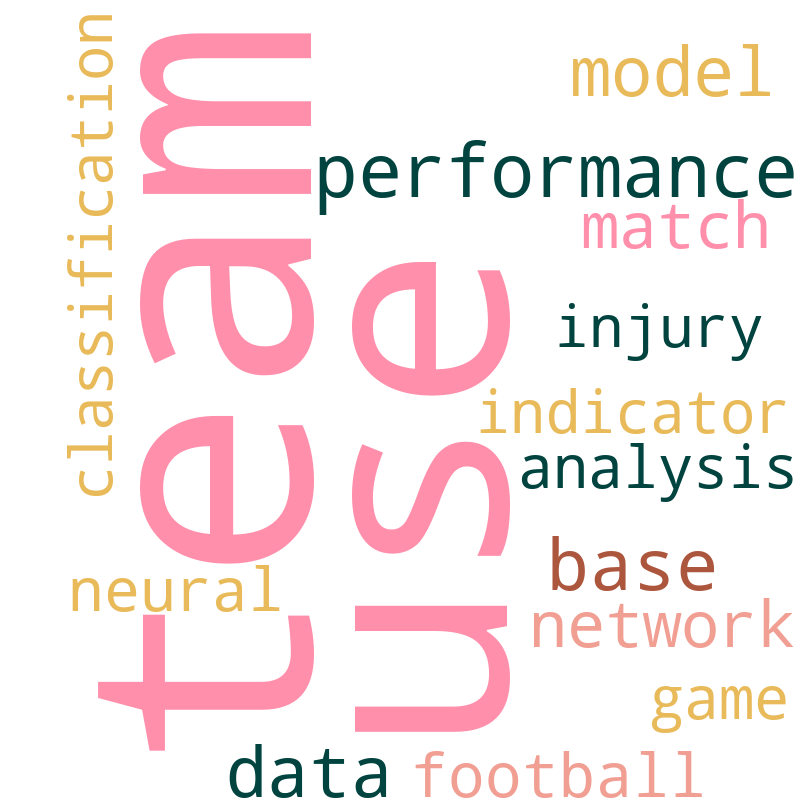 classification
team
use
model
performance
match
injury
indicator
analysis
base
neural
network
game
data
football